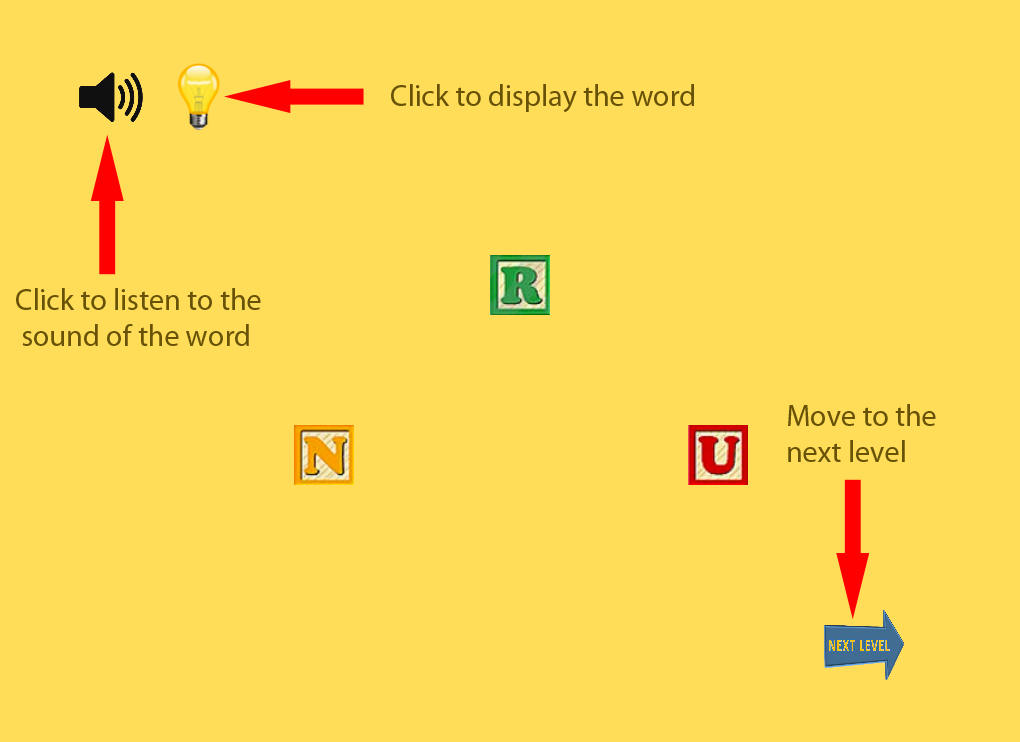 Click to display the word
Click to listen to the
sound of the word
R
N
U
Move to the
next level
NEXT LEVEL